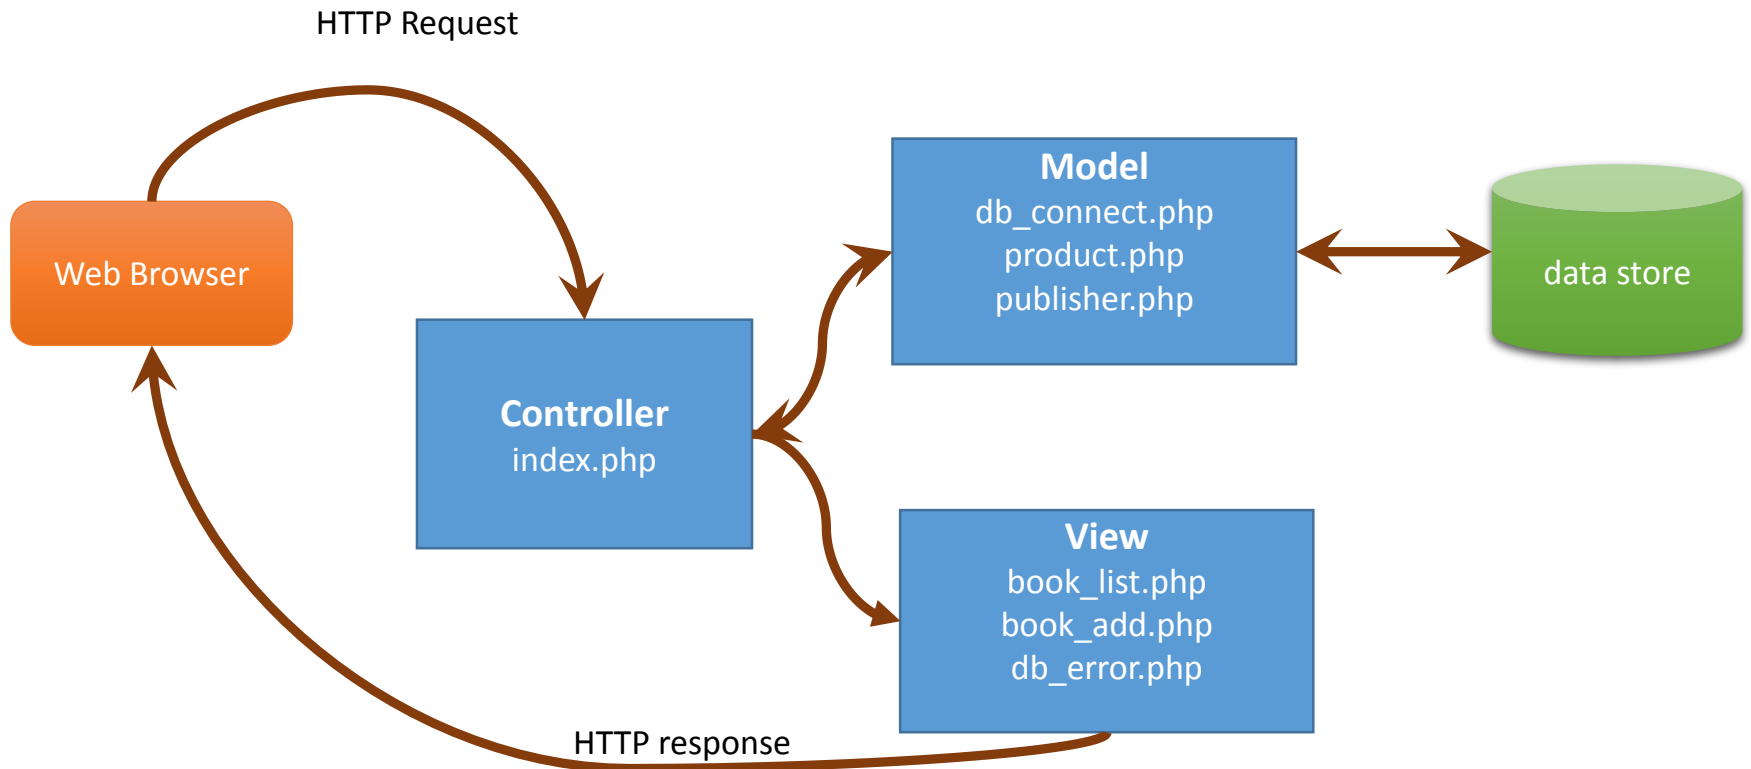 HTTP Request
Web Browser
Controller
index.php
Model
db_connect.php
product.php
publisher.php
data store
View
book_list.php
book_add.php
db_error.php
HTTP response